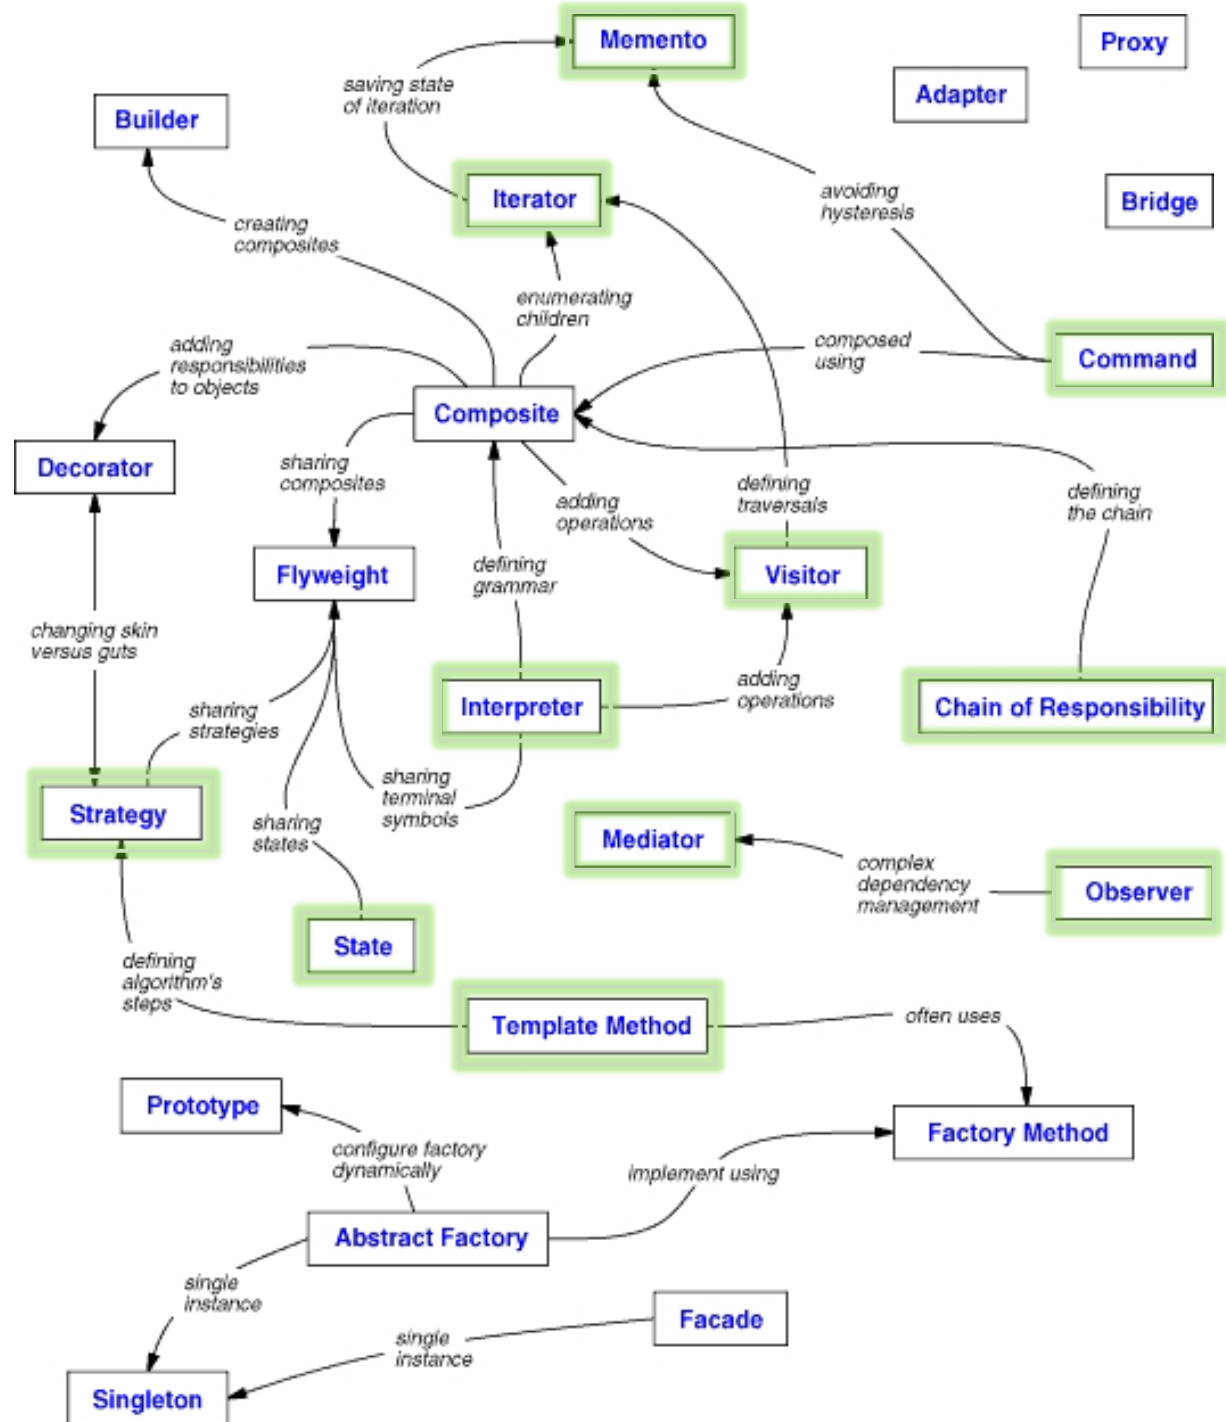 Memento
Proxy
saving state
of iteration
Adapter
Builder
Iterator
avoiding
hysteresis
Bridge
creating
composites
enumerating
children
adding
responsibilities
to objects
composed
using
Command
Composite
Decorator
sharing
composites
adding
operations
defining
traversals
defining
the chain
Flyweight
defining
grammar
Visitor
changing skin
versus guts
sharing
strategies
Interpreter
adding
operations
Chain of Responsibility
Strategy
sharing
terminal
symbols
sharing
states
Mediator
complex
dependency
management
Observer
State
defining
algorithm's
steps
Template Method
often uses
Prototype
Factory Method
configure factory
dynamically
implement using
Abstract Factory
single
instance
Facade
single
instance
Singleton